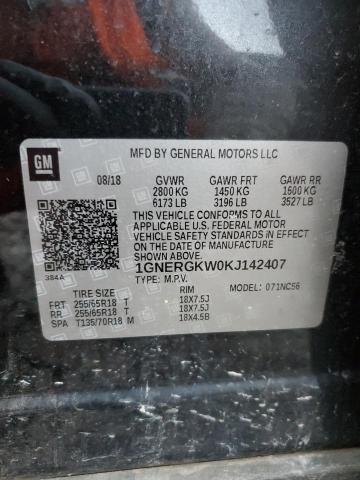 GM
MFD BY GENERAL MOTORS LLC
08/18 GVWR GAWR FRT GAWR RR
2800 KG 1450 KG 1600 KG
6173 LB 3196 LB 3527 LB
THIS VEHICLE CONFORMS TO ALL
APPLICABLE U.S. FEDERAL MOTOR
VEHICLE SAFETY STANDARDS IN EFFECT
ON THE DATE OF MANUFACTURE
SHOWN ABOVE.
384A 1GNERGKW0KJ142407
TYPE: M.P.V.
TIRE SIZE RIM MODEL: 071NC56
FRT 255/65R18 T 18X7.5J
RR 255/65R18 T 18X7.5J
SPA T135/70R18 M 18X4.5B